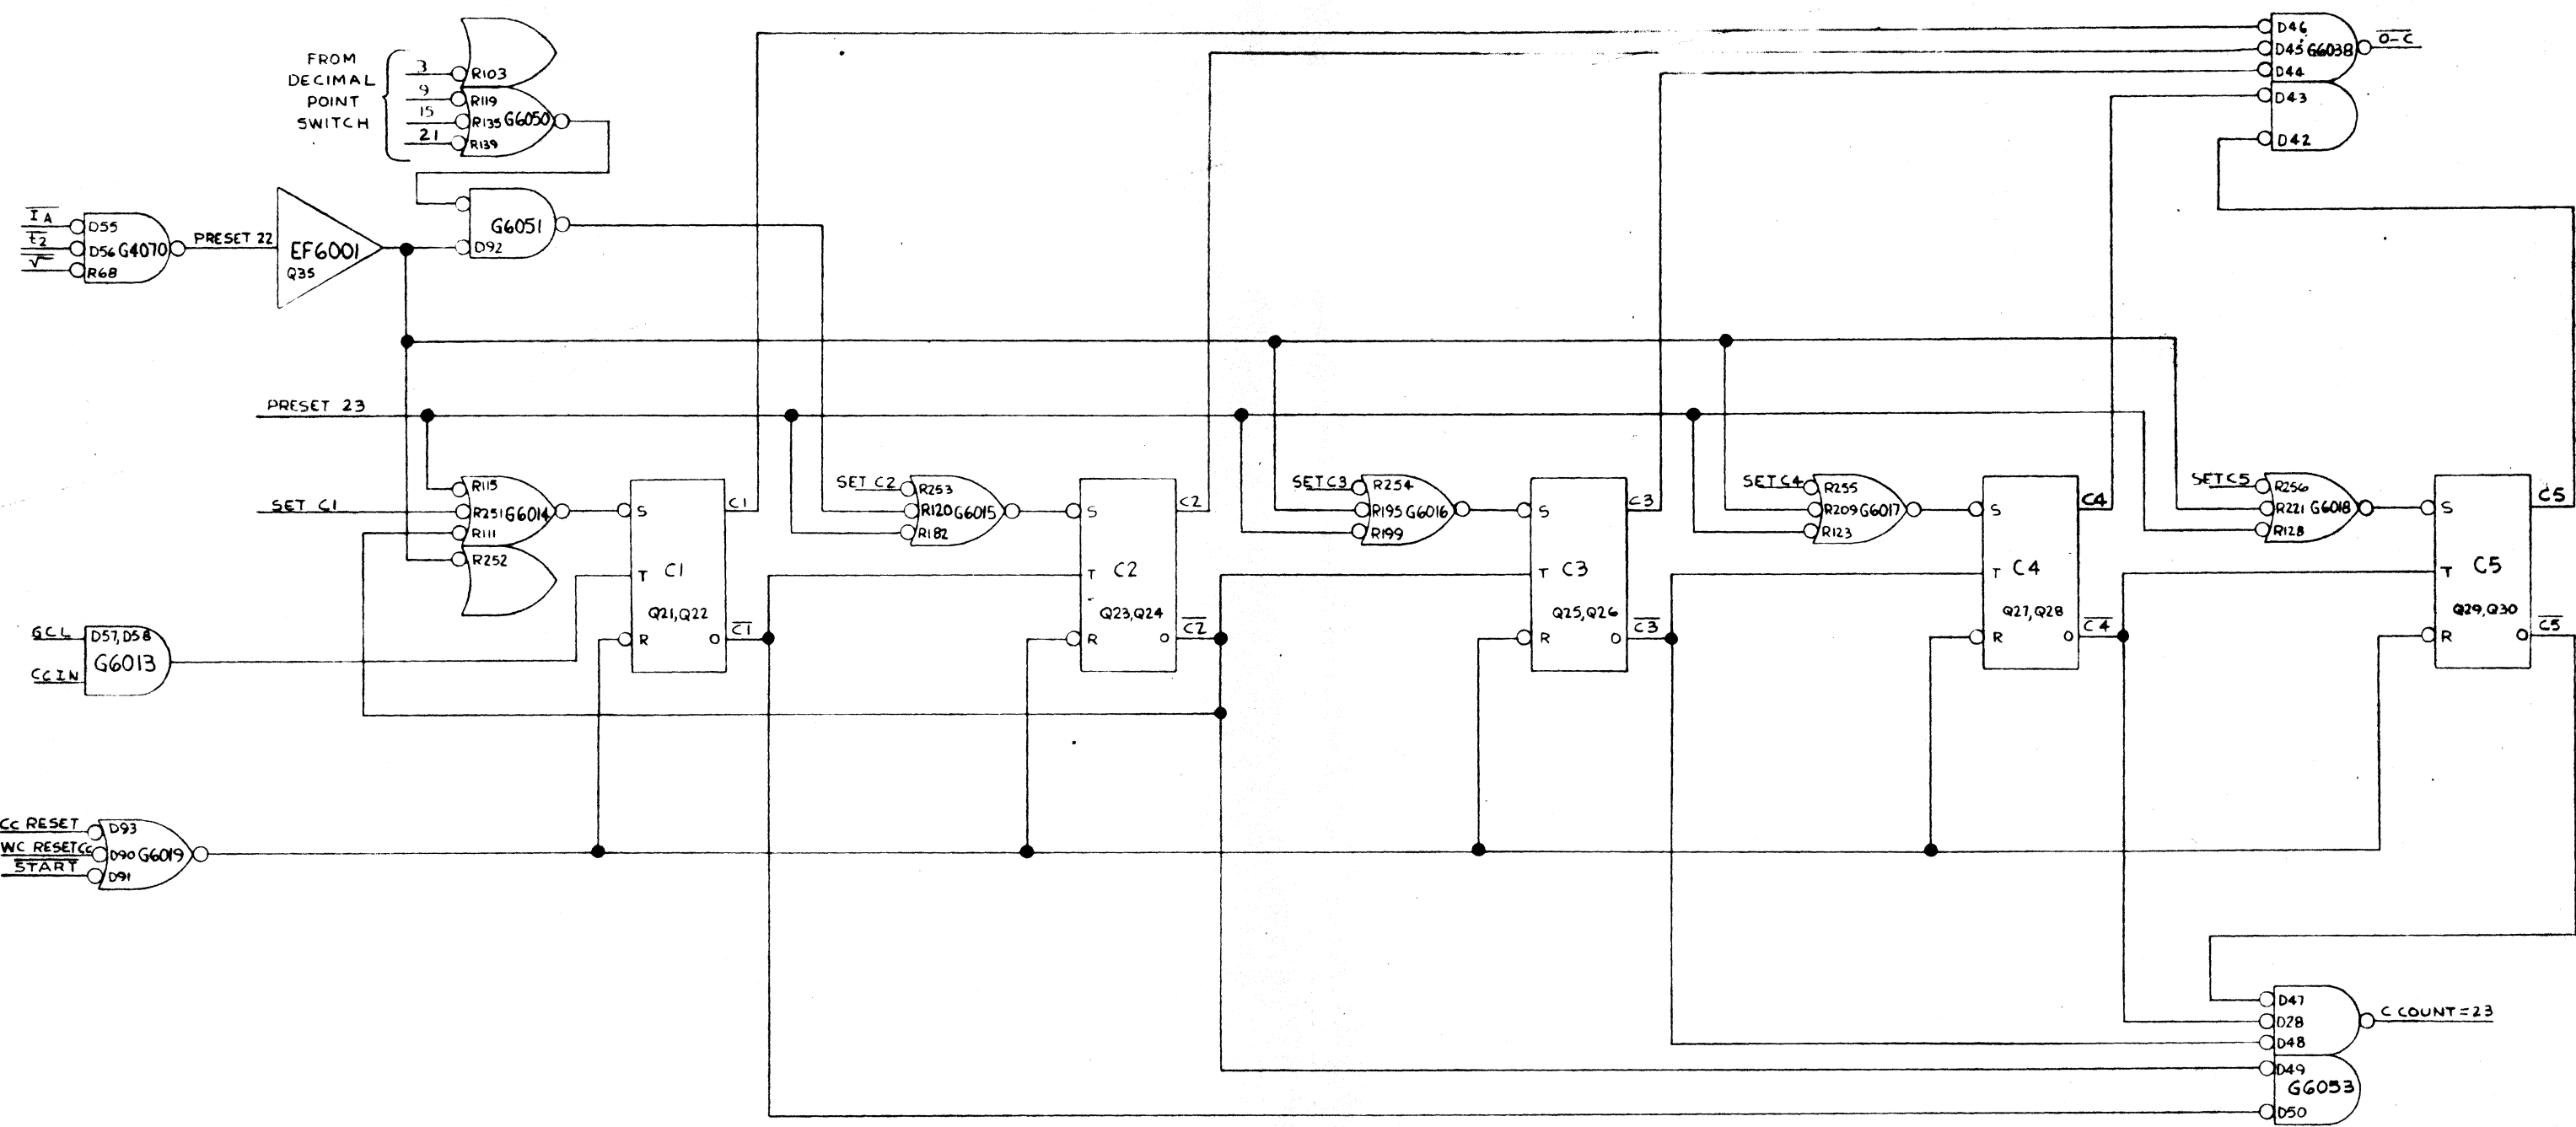 FROM
DECIMAL
POINT
SWITCH
3
9
15
21
R103
R119
R135 G6050
R139
D46
D45 G6038
D44
D43
D42
O-C
G6051
D92
IA
t2
√
D55
D56 G4070
R68
PRESET 22
EF6001
Q35
PRESET 23
SET C1
R115
R251 G6014
R111
R252
S
T C1
Q21, Q22
R O
C1
C1
SET C2
R253
R120 G6015
R182
S
T C2
Q23, Q24
R O
C2
C2
SET C3
R254
R195 G6016
R199
S
T C3
Q25, Q26
R O
C3
C3
SET C4
R255
R209 G6017
R123
S
T C4
Q27, Q28
R O
C4
C4
SET C5
R256
R221 G6018
R128
S
T C5
Q29, Q30
R O
C5
C5
GCL
CCIN
D57, D58
G6013
CC RESET
WC RESET CC
START
D93
D90 G6019
D91
D47
D28
D48
D49
G6053
D50
C COUNT = 23